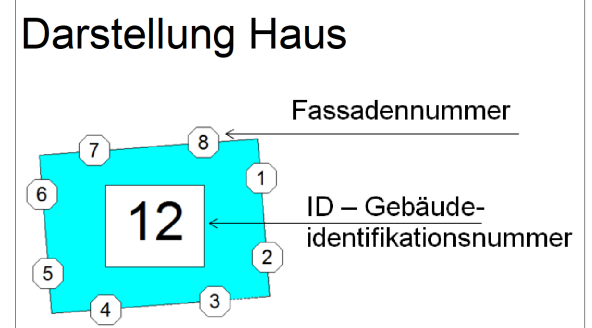 Darstellung Haus
Fassadennummer
8
7
1
6
12
ID – Gebäude-
identifikationsnummer
2
5
3
4